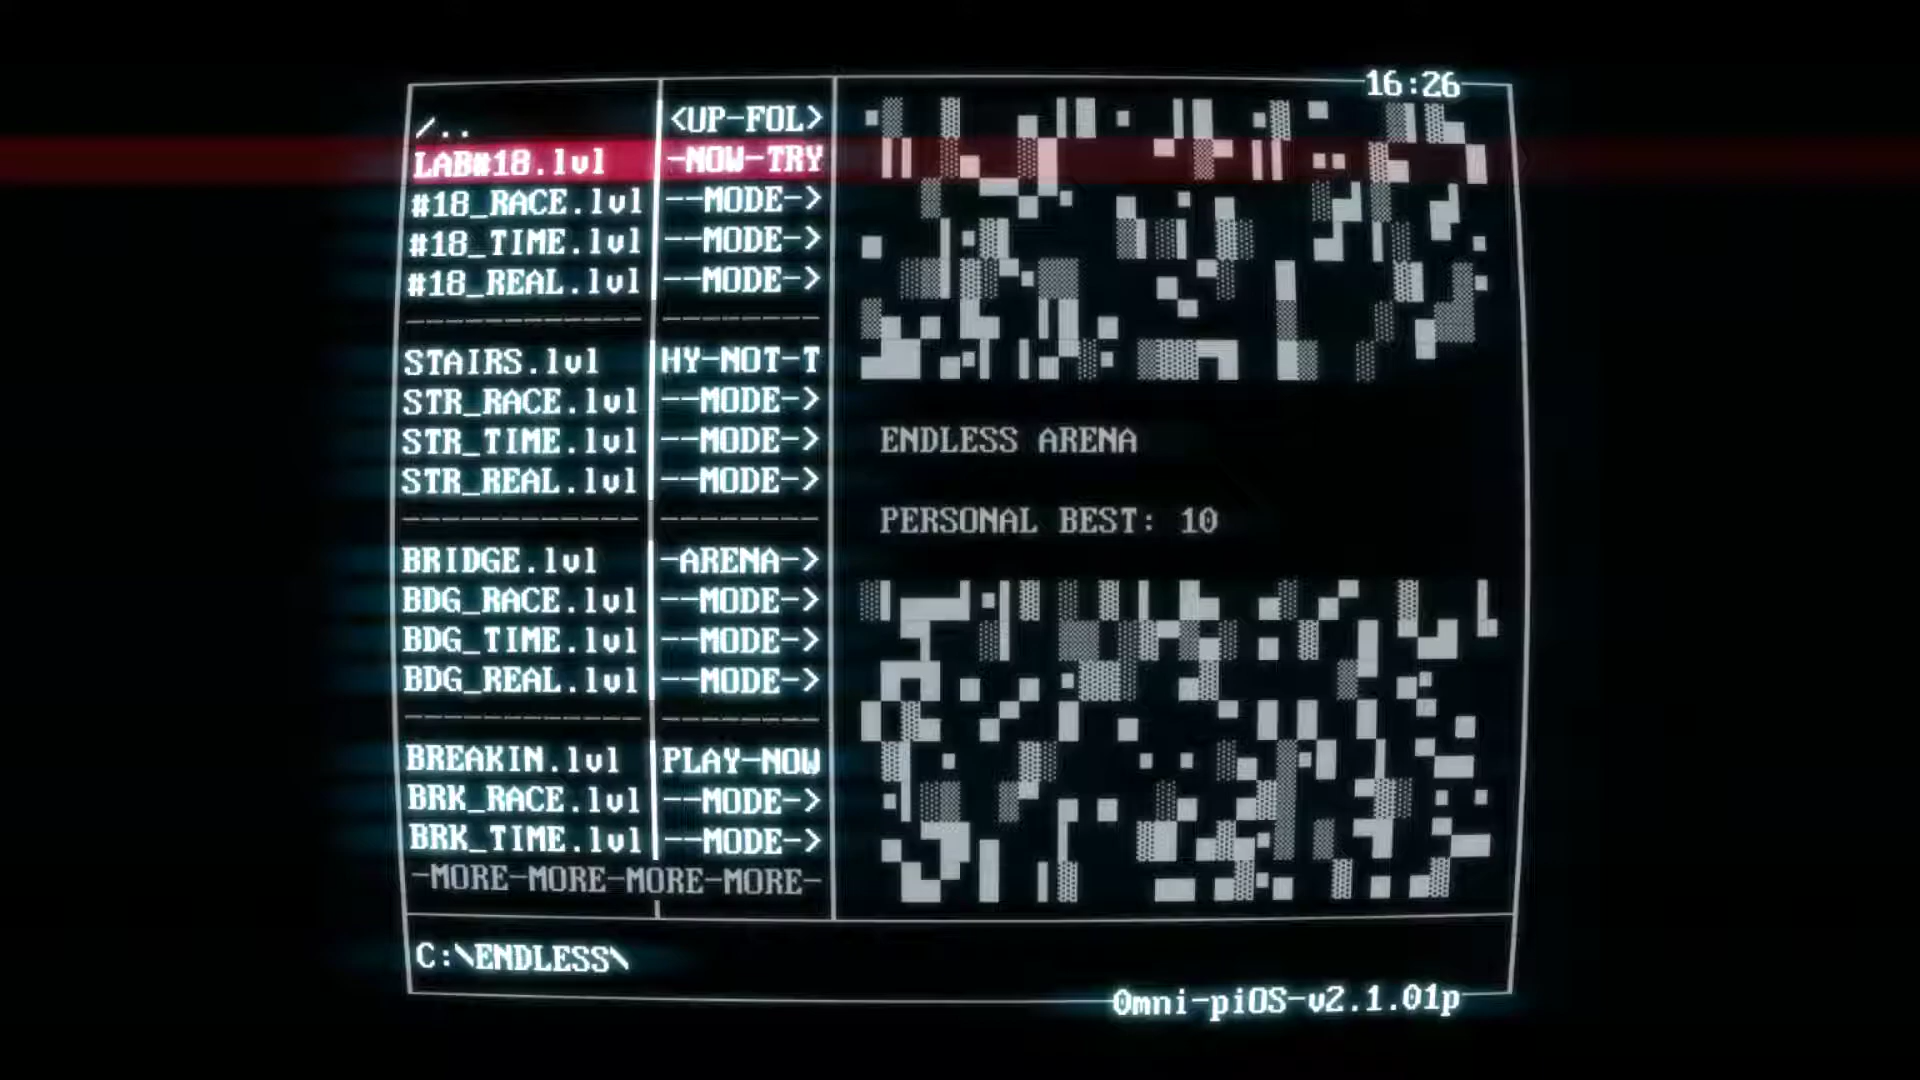 16:26
/.. <UP-FOL>
LAB#18.lvl -NOW-TRY
#18_RACE.lvl --MODE->
#18_TIME.lvl --MODE->
#18_REAL.lvl --MODE->
------------ --------
STAIRS.lvl HY-NOT-T
STR_RACE.lvl --MODE->
STR_TIME.lvl --MODE->
STR_REAL.lvl --MODE->
------------ --------
BRIDGE.lvl -ARENA->
BDG_RACE.lvl --MODE->
BDG_TIME.lvl --MODE->
BDG_REAL.lvl --MODE->
------------ --------
BREAKIN.lvl PLAY-NOW
BRK_RACE.lvl --MODE->
BRK_TIME.lvl --MODE->
-MORE-MORE-MORE-MORE-
ENDLESS ARENA
PERSONAL BEST: 10
C:\ENDLESS\
0mni-piOS-v2.1.01p